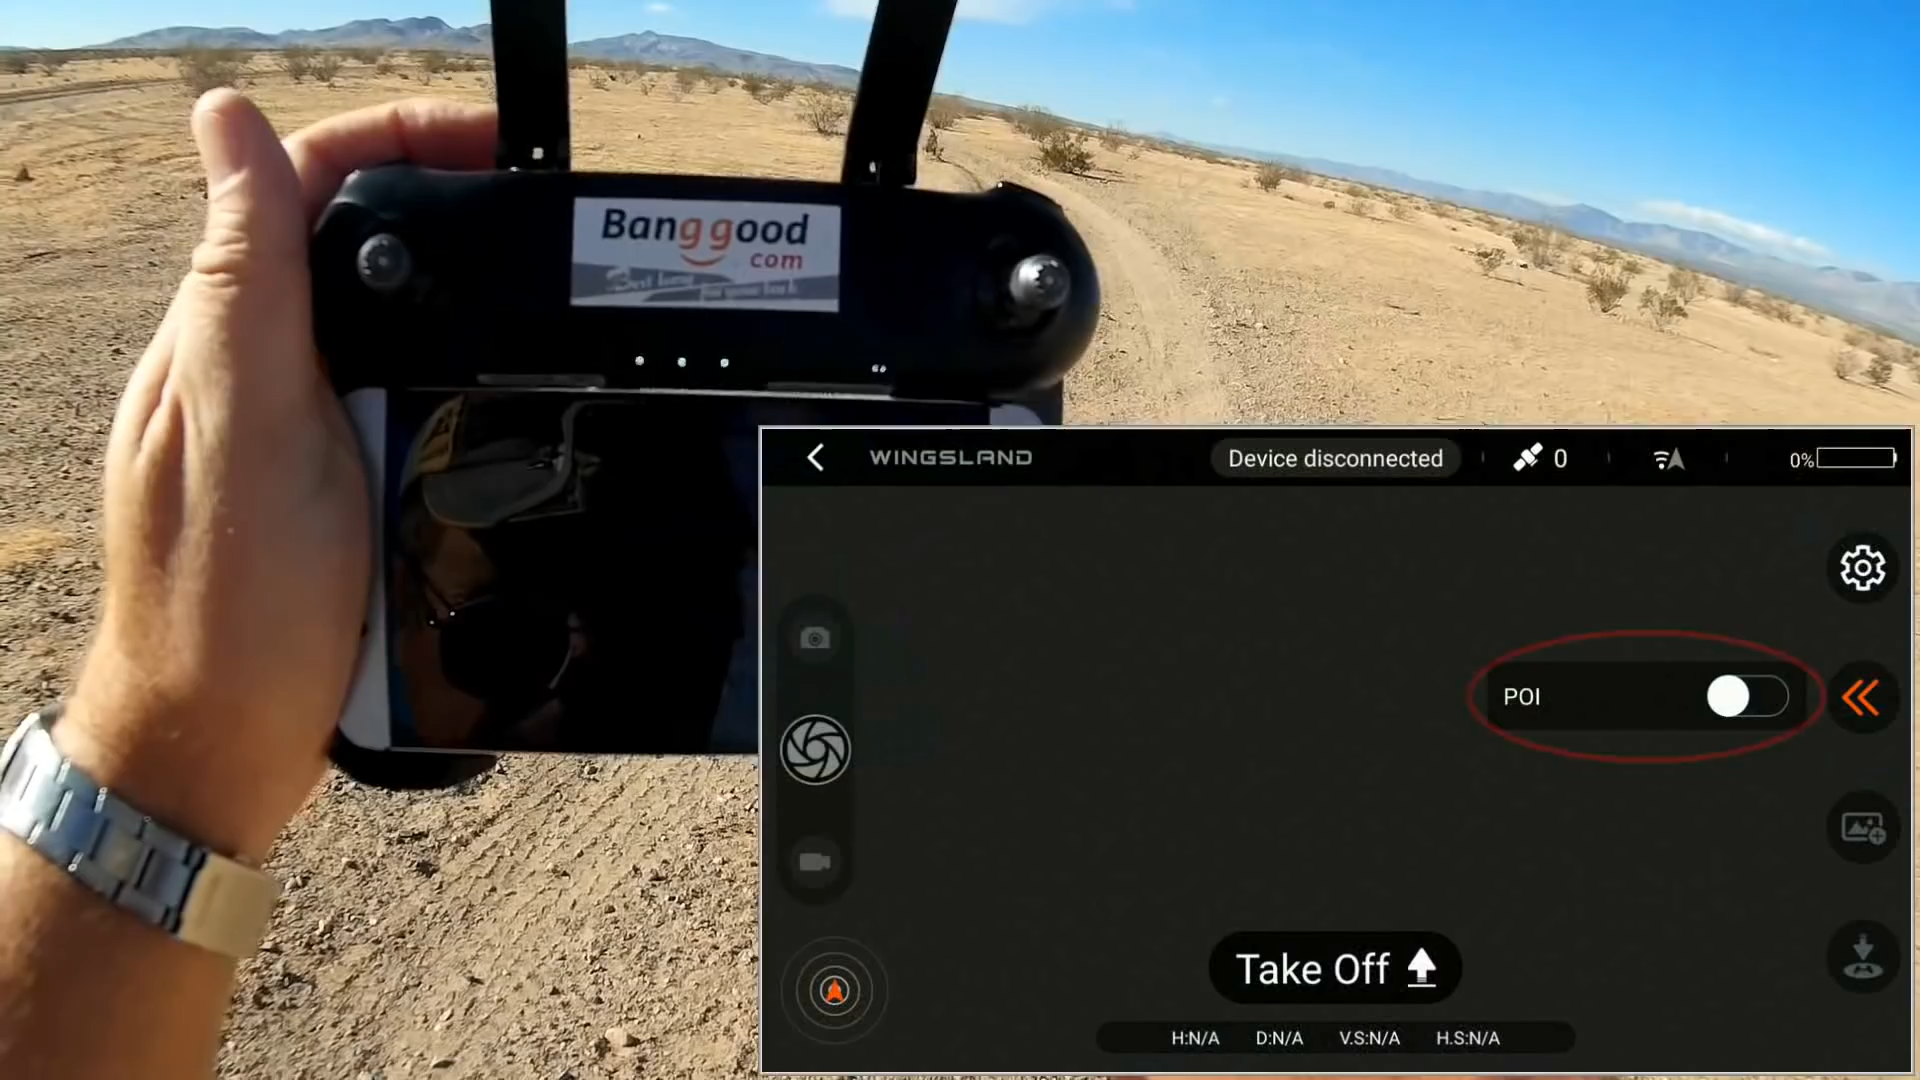 Banggood
com
WINGSLAND
Device disconnected
0
0%
POI
Take Off
H:N/A D:N/A V.S:N/A H.S:N/A